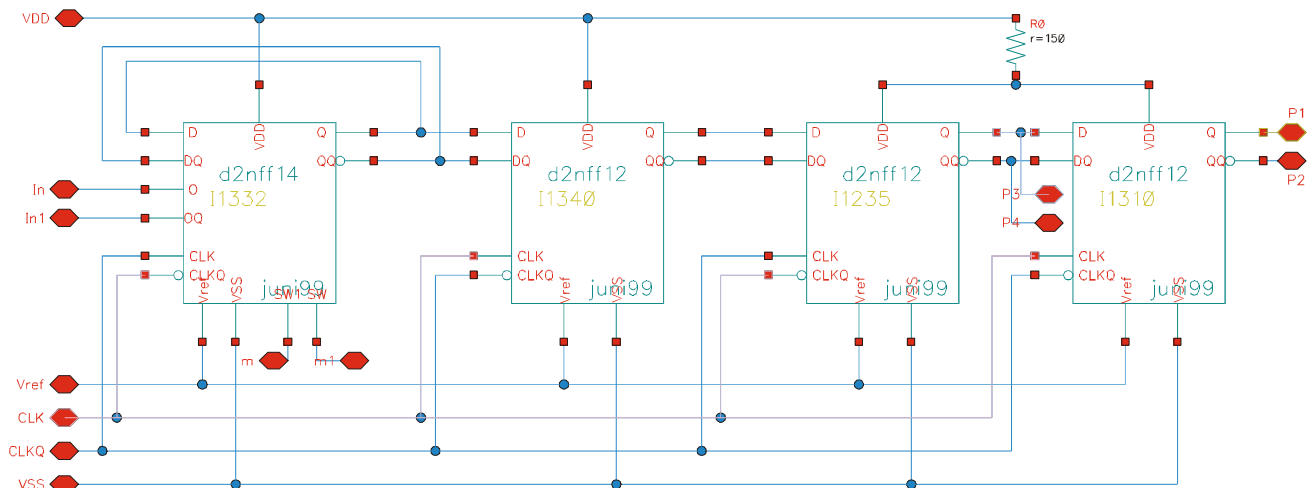 VDD
R0
r=150
P1
D
VDD
Q
D
VDD
Q
D
VDD
Q
D
VDD
Q
DQ
QQ
DQ
QQ
DQ
QQ
DQ
QQ
P2
d2nff14
d2nff12
d2nff12
d2nff12
In
O
I1332
I1340
I1235
P3
I1310
In1
OQ
P4
CLK
CLK
CLK
CLK
CLKQ
CLKQ
CLKQ
CLKQ
Vref
VSS
juni99
SW1
SW
Vref
VSS
juni99
Vref
VSS
juni99
Vref
VSS
juni99
m
m1
Vref
CLK
CLKQ
VSS